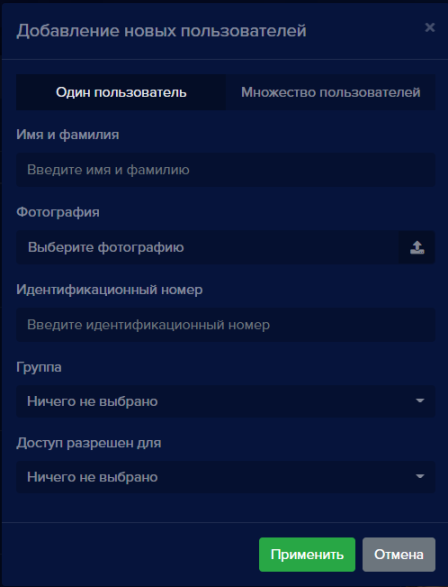 Добавление новых пользователей
×
Один пользователь
Множество пользователей
Имя и фамилия
Введите имя и фамилию
Фотография
Выберите фотографию
Идентификационный номер
Введите идентификационный номер
Группа
Ничего не выбрано
Доступ разрешен для
Ничего не выбрано
Применить
Отмена